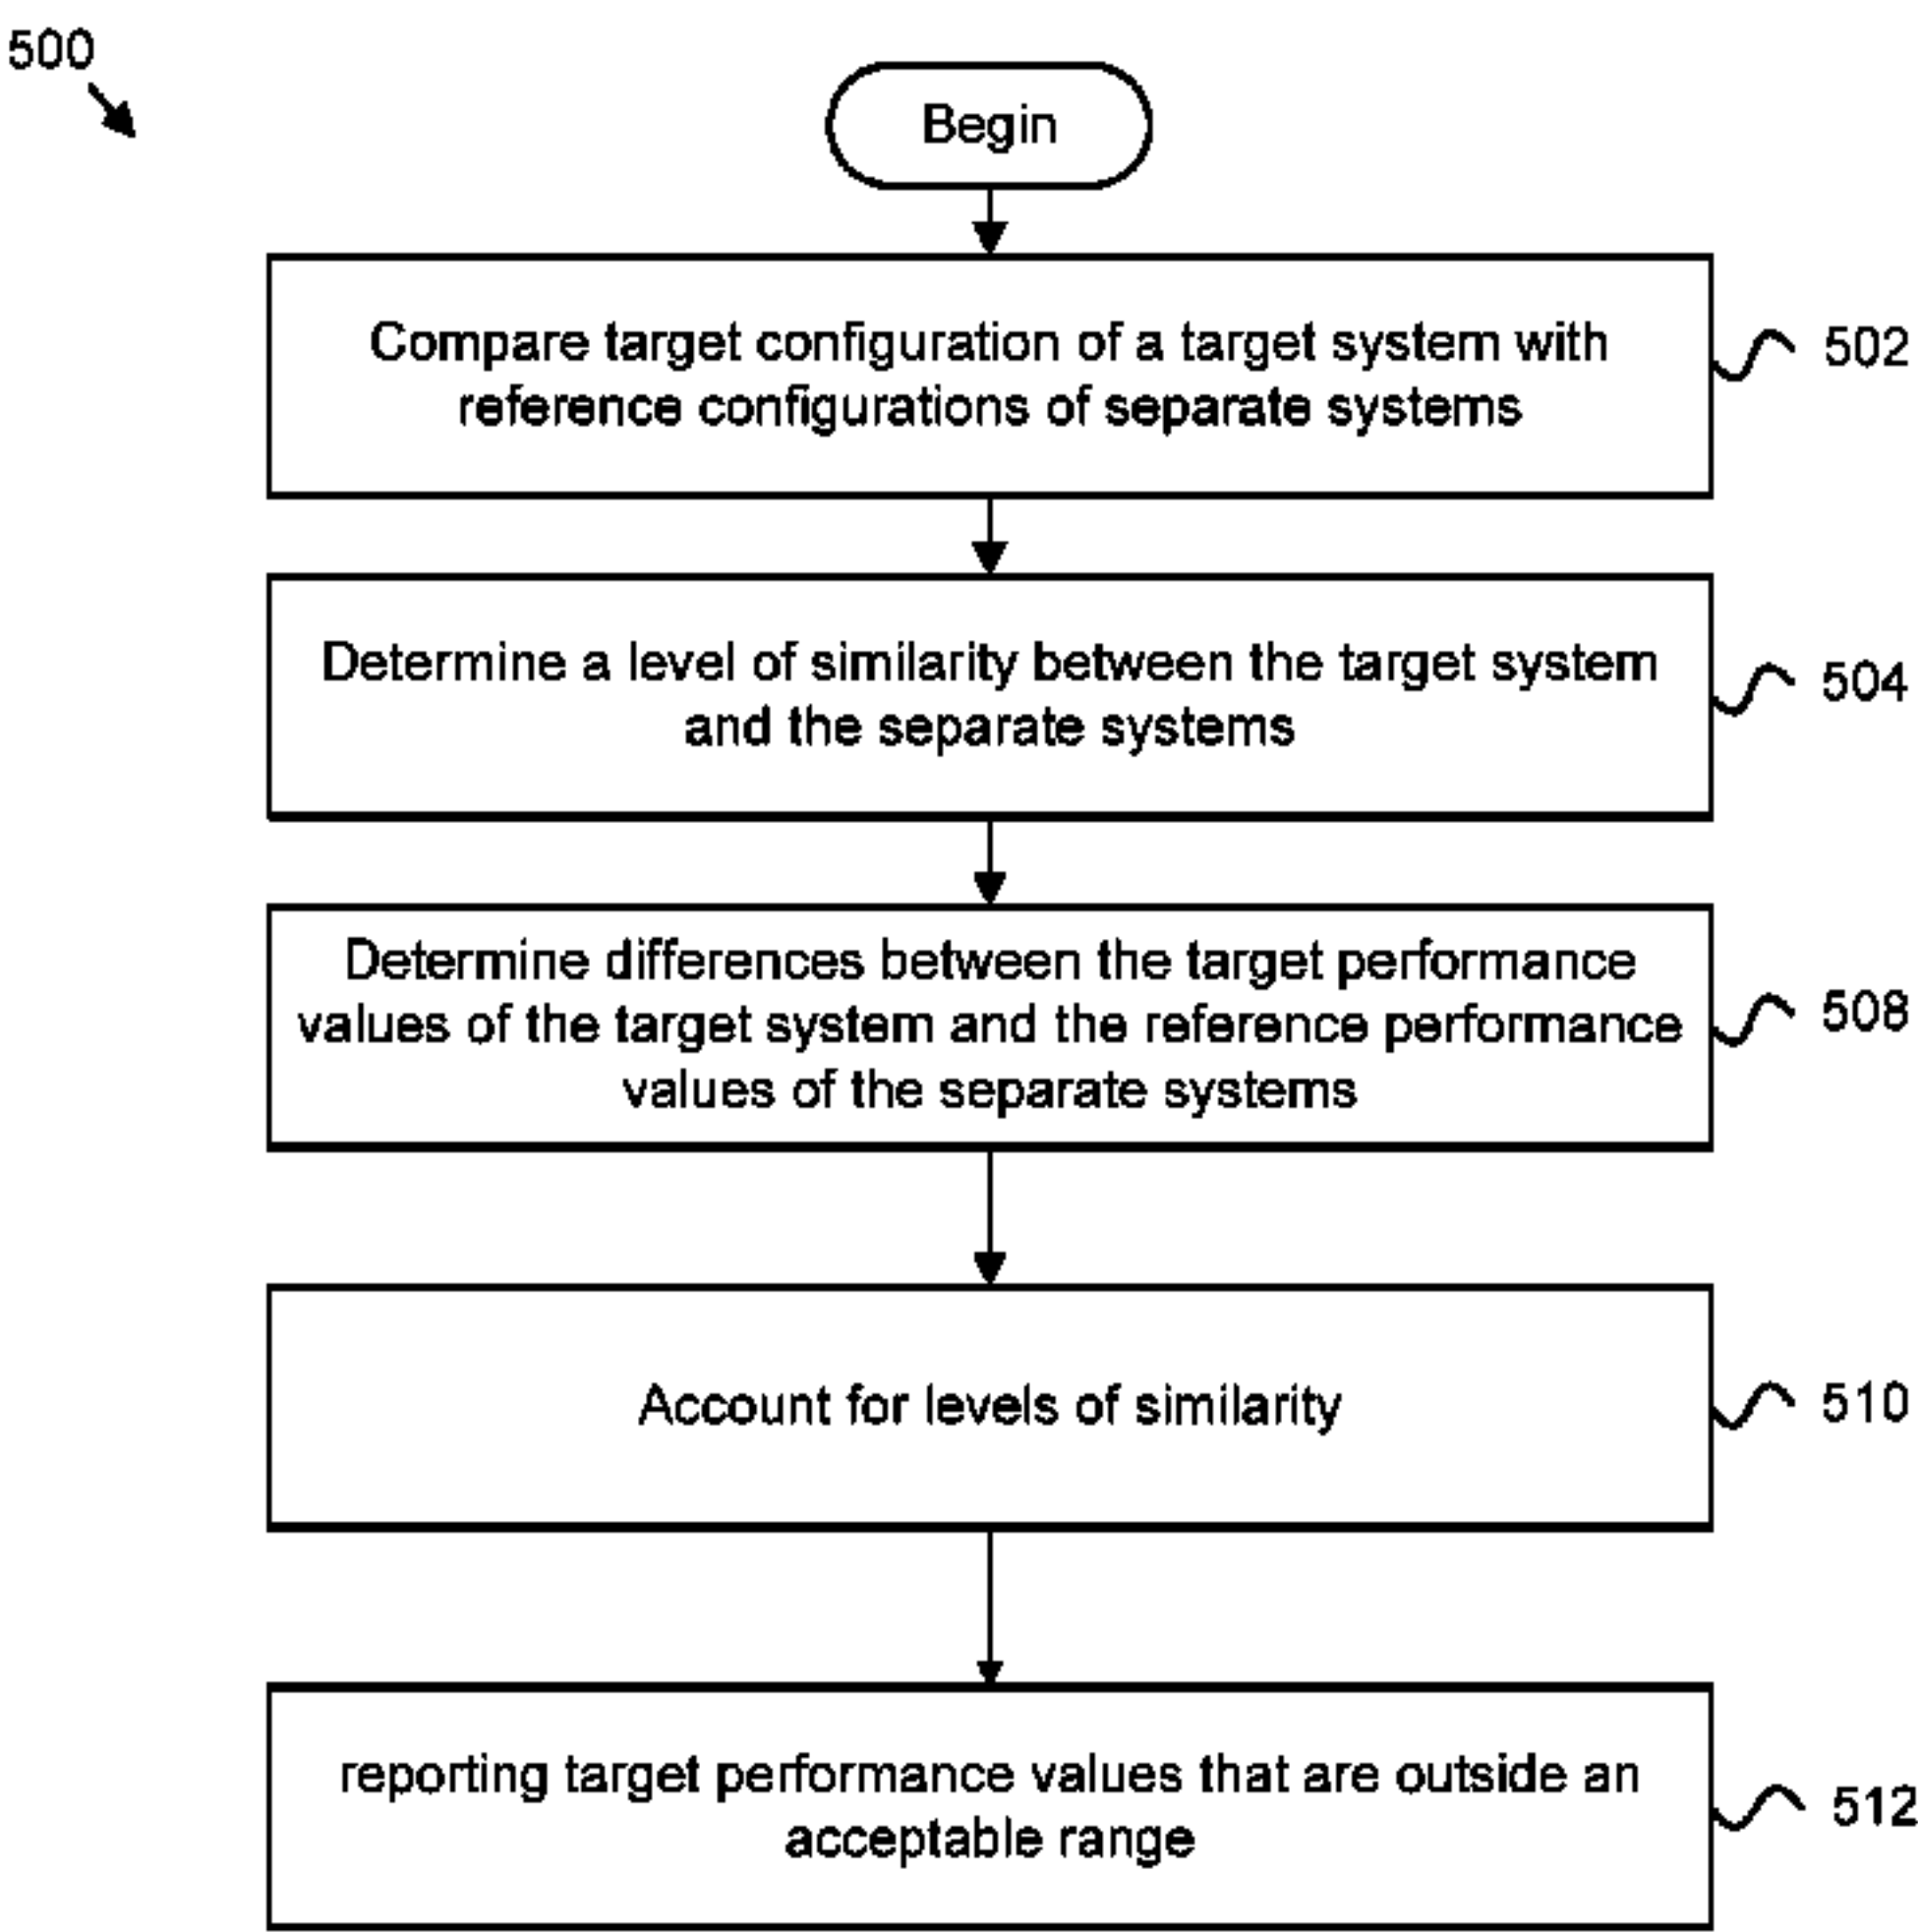 500
Begin
Compare target configuration of a target system with
reference configurations of separate systems
502
Determine a level of similarity between the target system
and the separate systems
504
Determine differences between the target performance
values of the target system and the reference performance
values of the separate systems
508
Account for levels of similarity
510
reporting target performance values that are outside an
acceptable range
512